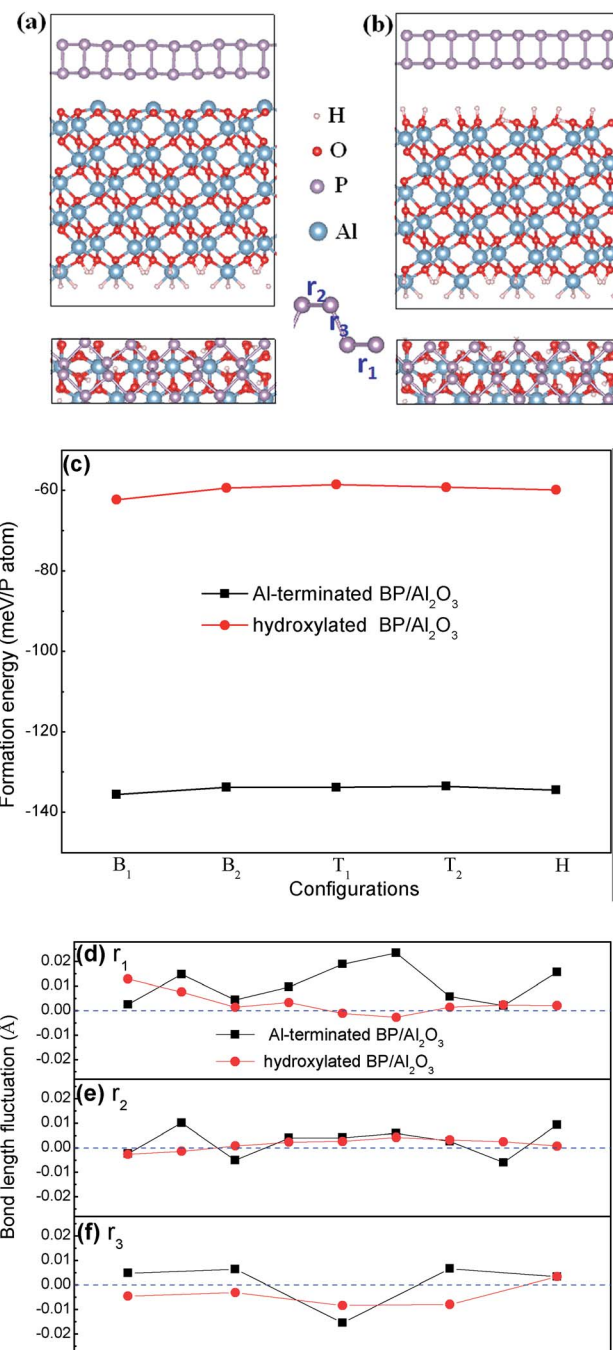 (a)
(b)
H
O
P
Al
r2
r3
r1
(c)
-60
-80
-100
-120
-140
Formation energy (meV/P atom)
Al-terminated BP/Al2O3
hydroxylated BP/Al2O3
B1 B2 T1 T2 H
Configurations
(d) r1
0.02
0.01
0.00
-0.01
-0.02
Al-terminated BP/Al2O3
hydroxylated BP/Al2O3
Bond length fluctuation (Å)
(e) r2
0.02
0.01
0.00
-0.01
-0.02
(f) r3
0.02
0.01
0.00
-0.01
-0.02